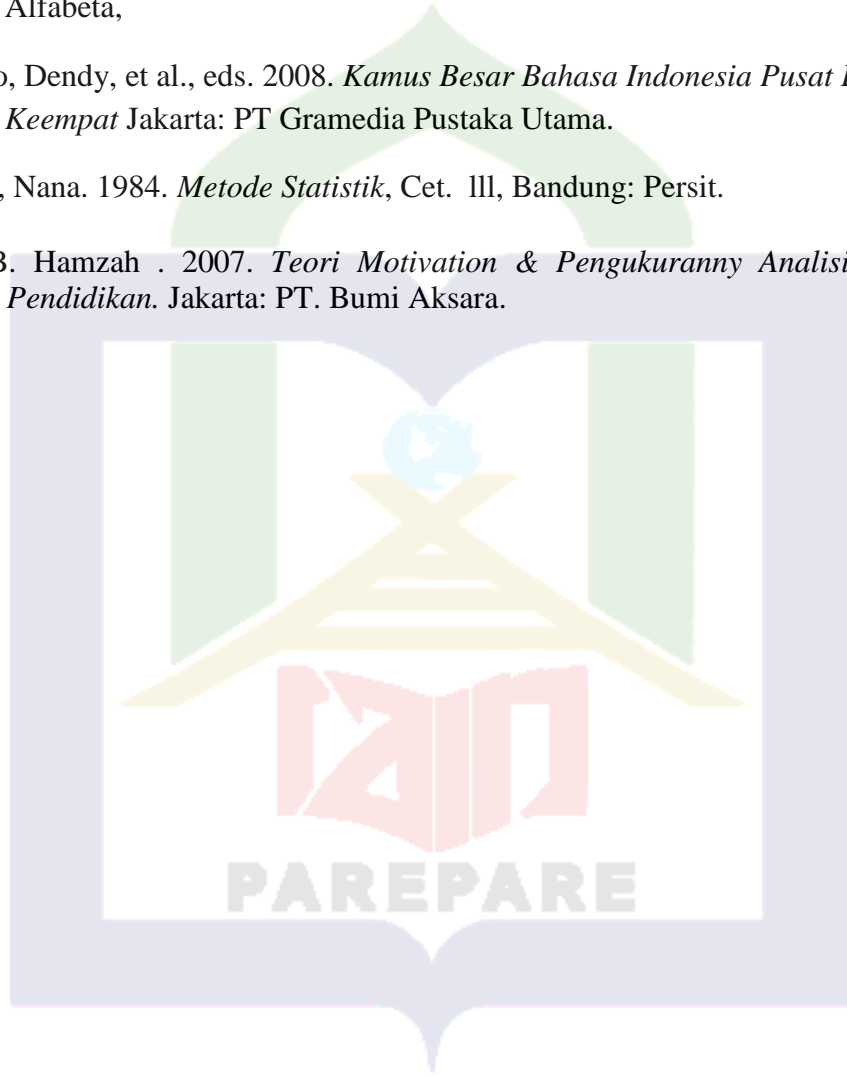 Alfabeta,
o, Dendy, et al., eds. 2008. Kamus Besar Bahasa Indonesia Pusat
Keempat Jakarta: PT Gramedia Pustaka Utama.
, Nana. 1984. Metode Statistik, Cet. lll, Bandung: Persit.
B. Hamzah . 2007. Teori Motivation & Pengukuranny Analisi
Pendidikan. Jakarta: PT. Bumi Aksara.
iain
PAREPARE